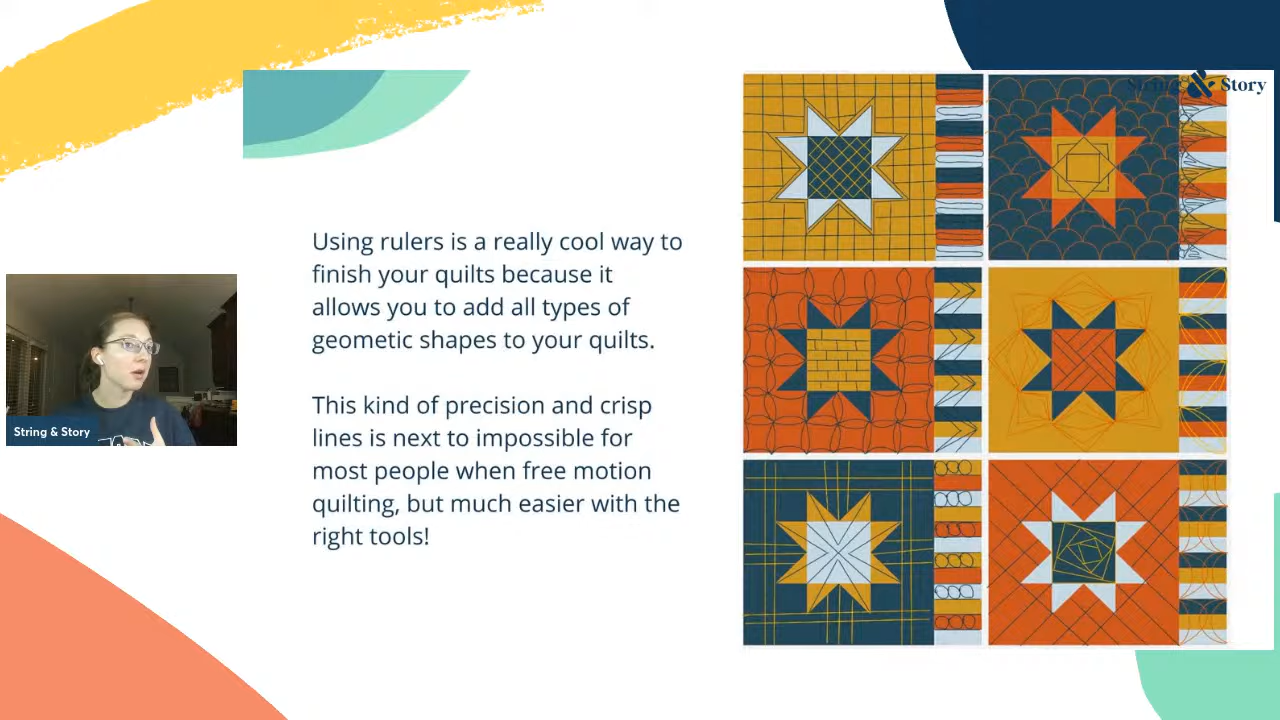 String & Story
Using rulers is a really cool way to
finish your quilts because it
allows you to add all types of
geometic shapes to your quilts.
This kind of precision and crisp
lines is next to impossible for
most people when free motion
quilting, but much easier with the
right tools!
String & Story